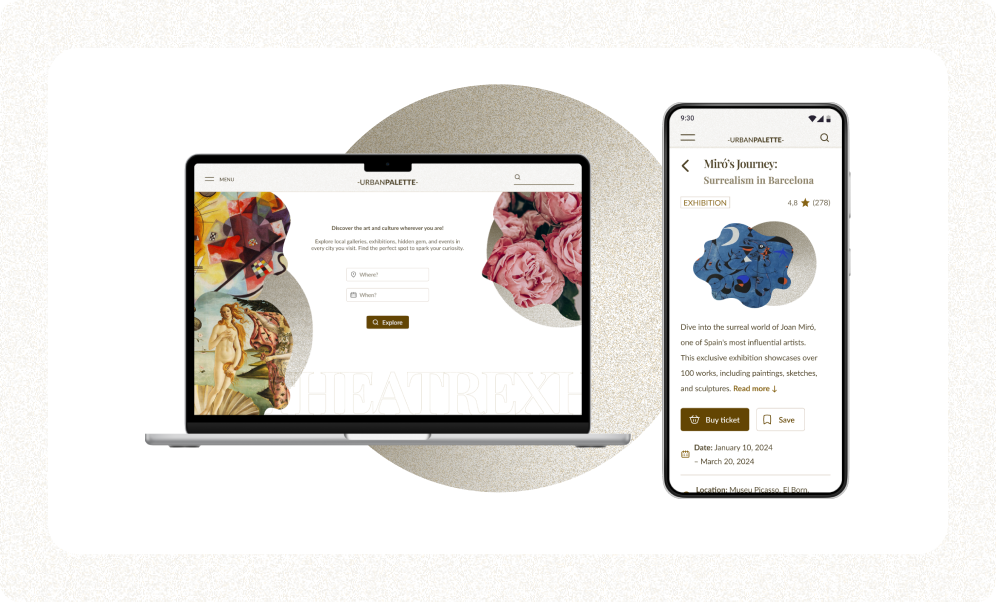 MENU
-URBANPALETTE-
Discover the art and culture wherever you are!
Explore local galleries, exhibitions, hidden gem, and events in
every city you visit. Find the perfect spot to spark your curiosity.
Where?
When?
Explore
HEATREXH
9:30
-URBANPALETTE-
Miró's Journey:
Surrealism in Barcelona
EXHIBITION
4,8 ★ (278)
Dive into the surreal world of Joan Miró,
one of Spain's most influential artists.
This exclusive exhibition showcases over
100 works, including paintings, sketches,
and sculptures. Read more ↓
Buy ticket
Save
Date: January 10, 2024
– March 20, 2024
Location: Museu Picasso, El Born,